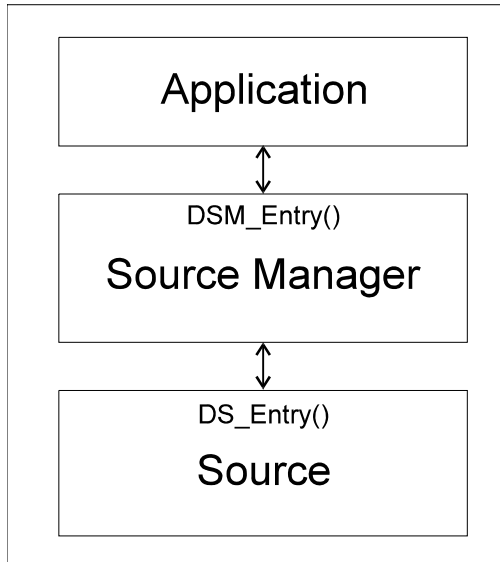 Application
DSM_Entry()
Source Manager
DS_Entry()
Source